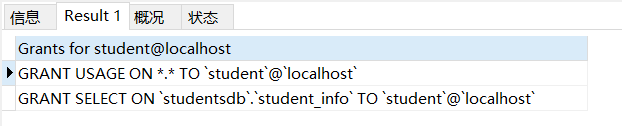 信息 Result 1 概况 状态
Grants for student@localhost
GRANT USAGE ON *.* TO `student`@`localhost`
GRANT SELECT ON `studentsdb`.`student_info` TO `student`@`localhost`